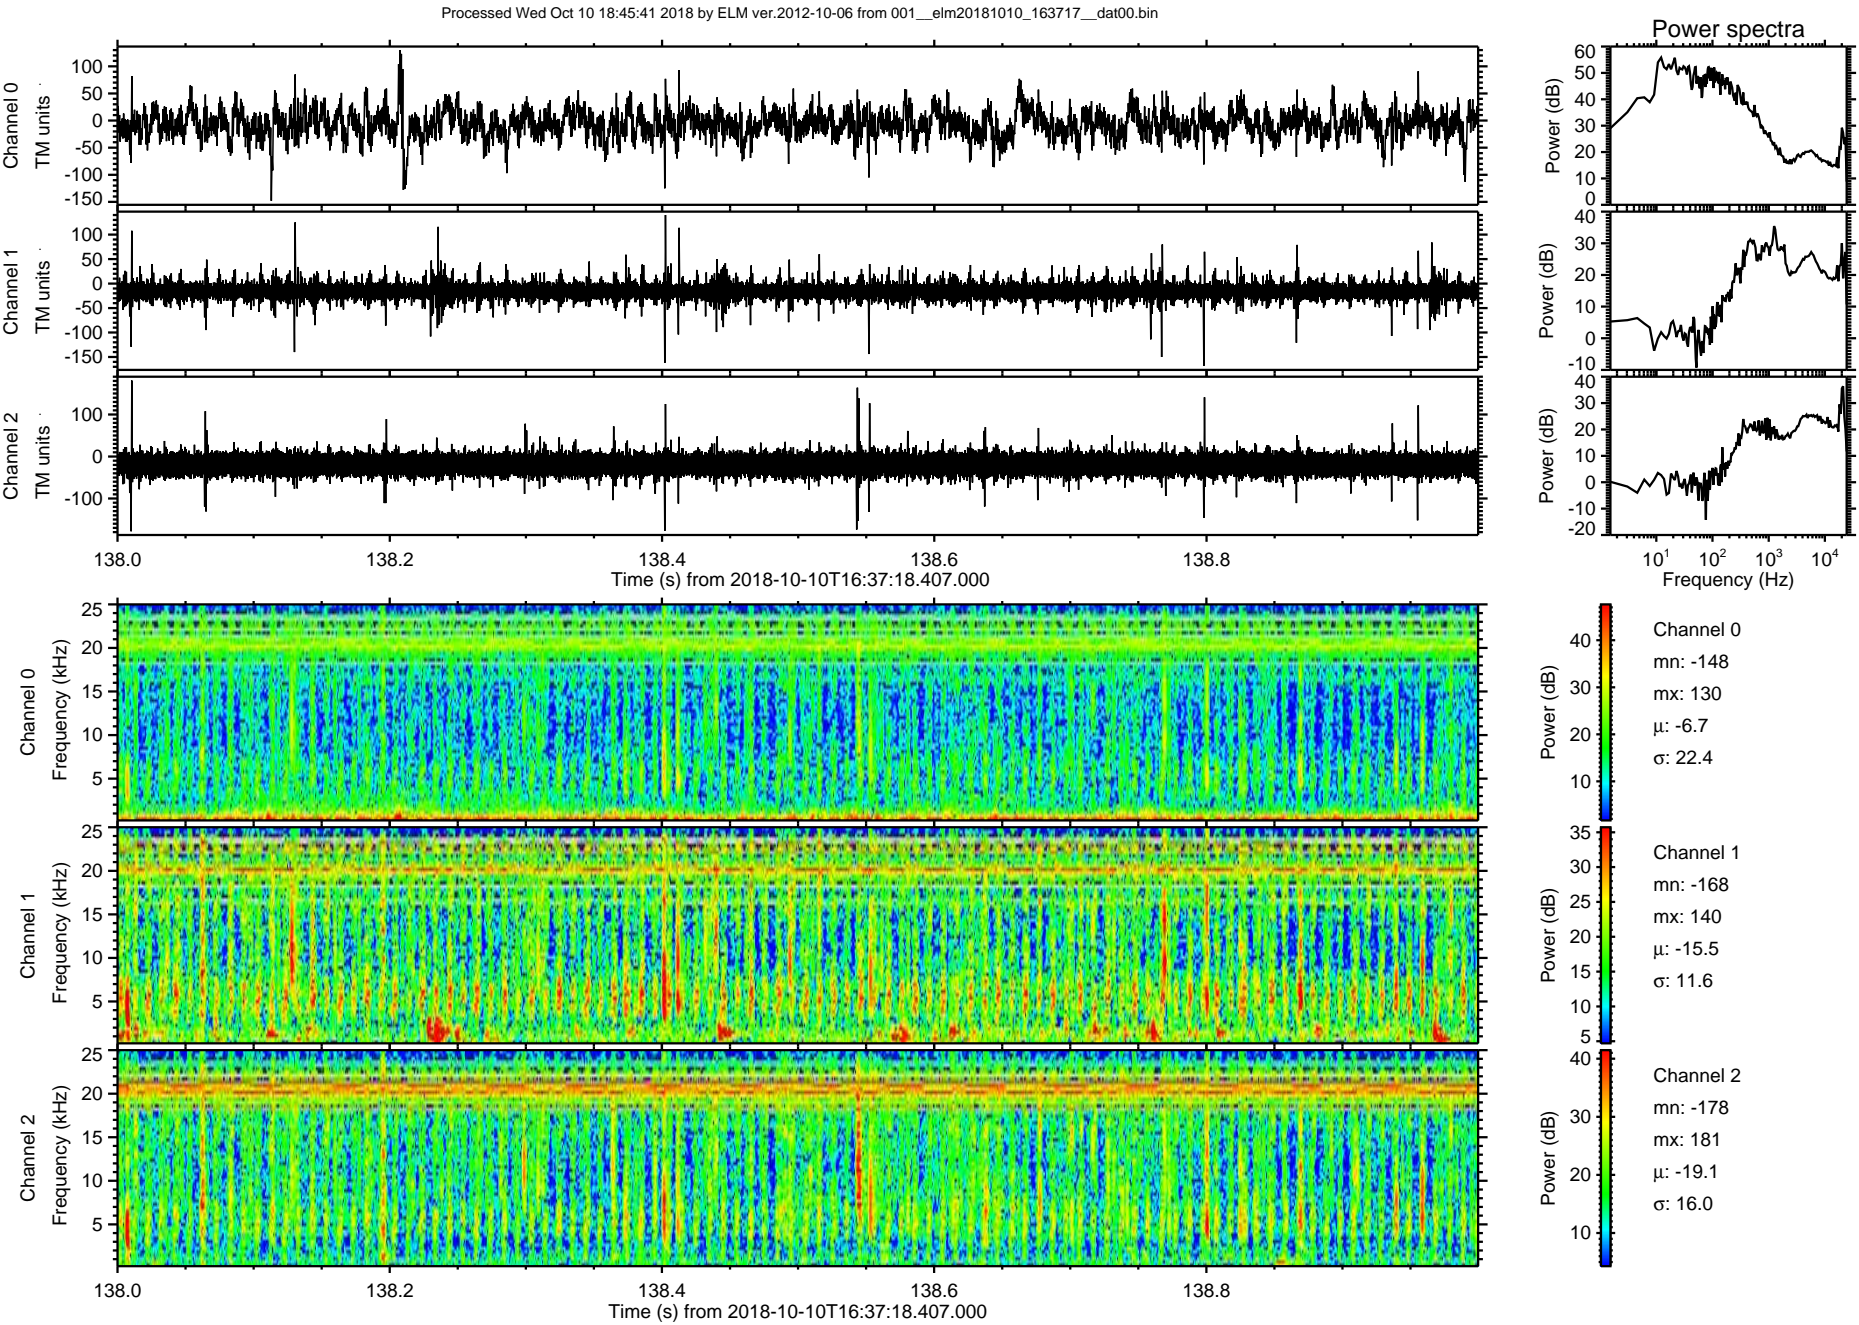 Processed Wed Oct 10 18:45:41 2018 by ELM ver.2012-10-06 from 001__elm20181010_163717__dat00.bin
Power spectra
Channel 0
TM units
100
50
0
-50
-100
-150
Power (dB)
60
50
40
30
20
10
0
Channel 1
TM units
100
50
0
-50
-100
-150
Power (dB)
40
30
20
10
0
-10
Channel 2
TM units
100
0
-100
Power (dB)
40
30
20
10
0
-10
-20
138.0 138.2 138.4 138.6 138.8
Time (s) from 2018-10-10T16:37:18.407.000
10^1 10^2 10^3 10^4
Frequency (Hz)
Channel 0
Frequency (kHz)
25
20
15
10
5
Power (dB)
40
30
20
10
Channel 0
mn: -148
mx: 130
μ: -6.7
σ: 22.4
Channel 1
Frequency (kHz)
25
20
15
10
5
Power (dB)
35
30
25
20
15
10
5
Channel 1
mn: -168
mx: 140
μ: -15.5
σ: 11.6
Channel 2
Frequency (kHz)
25
20
15
10
5
Power (dB)
40
30
20
10
Channel 2
mn: -178
mx: 181
μ: -19.1
σ: 16.0
138.0 138.2 138.4 138.6 138.8
Time (s) from 2018-10-10T16:37:18.407.000